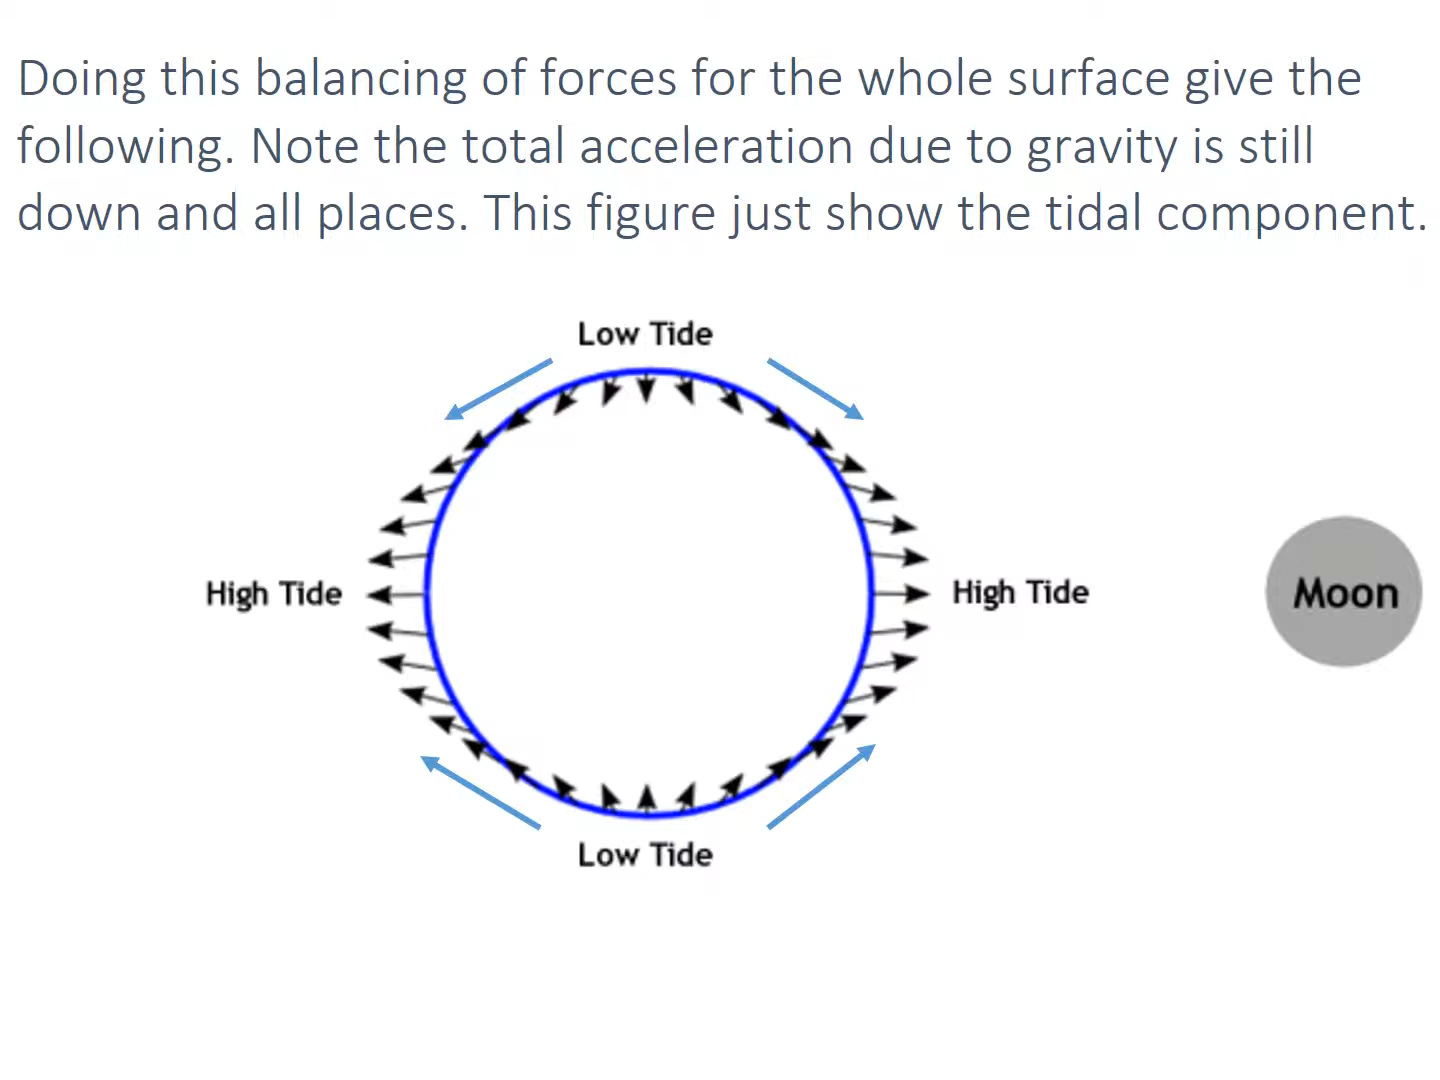 Doing this balancing of forces for the whole surface give the
following. Note the total acceleration due to gravity is still
down and all places. This figure just show the tidal component.
Low Tide
High Tide
High Tide
Moon
Low Tide